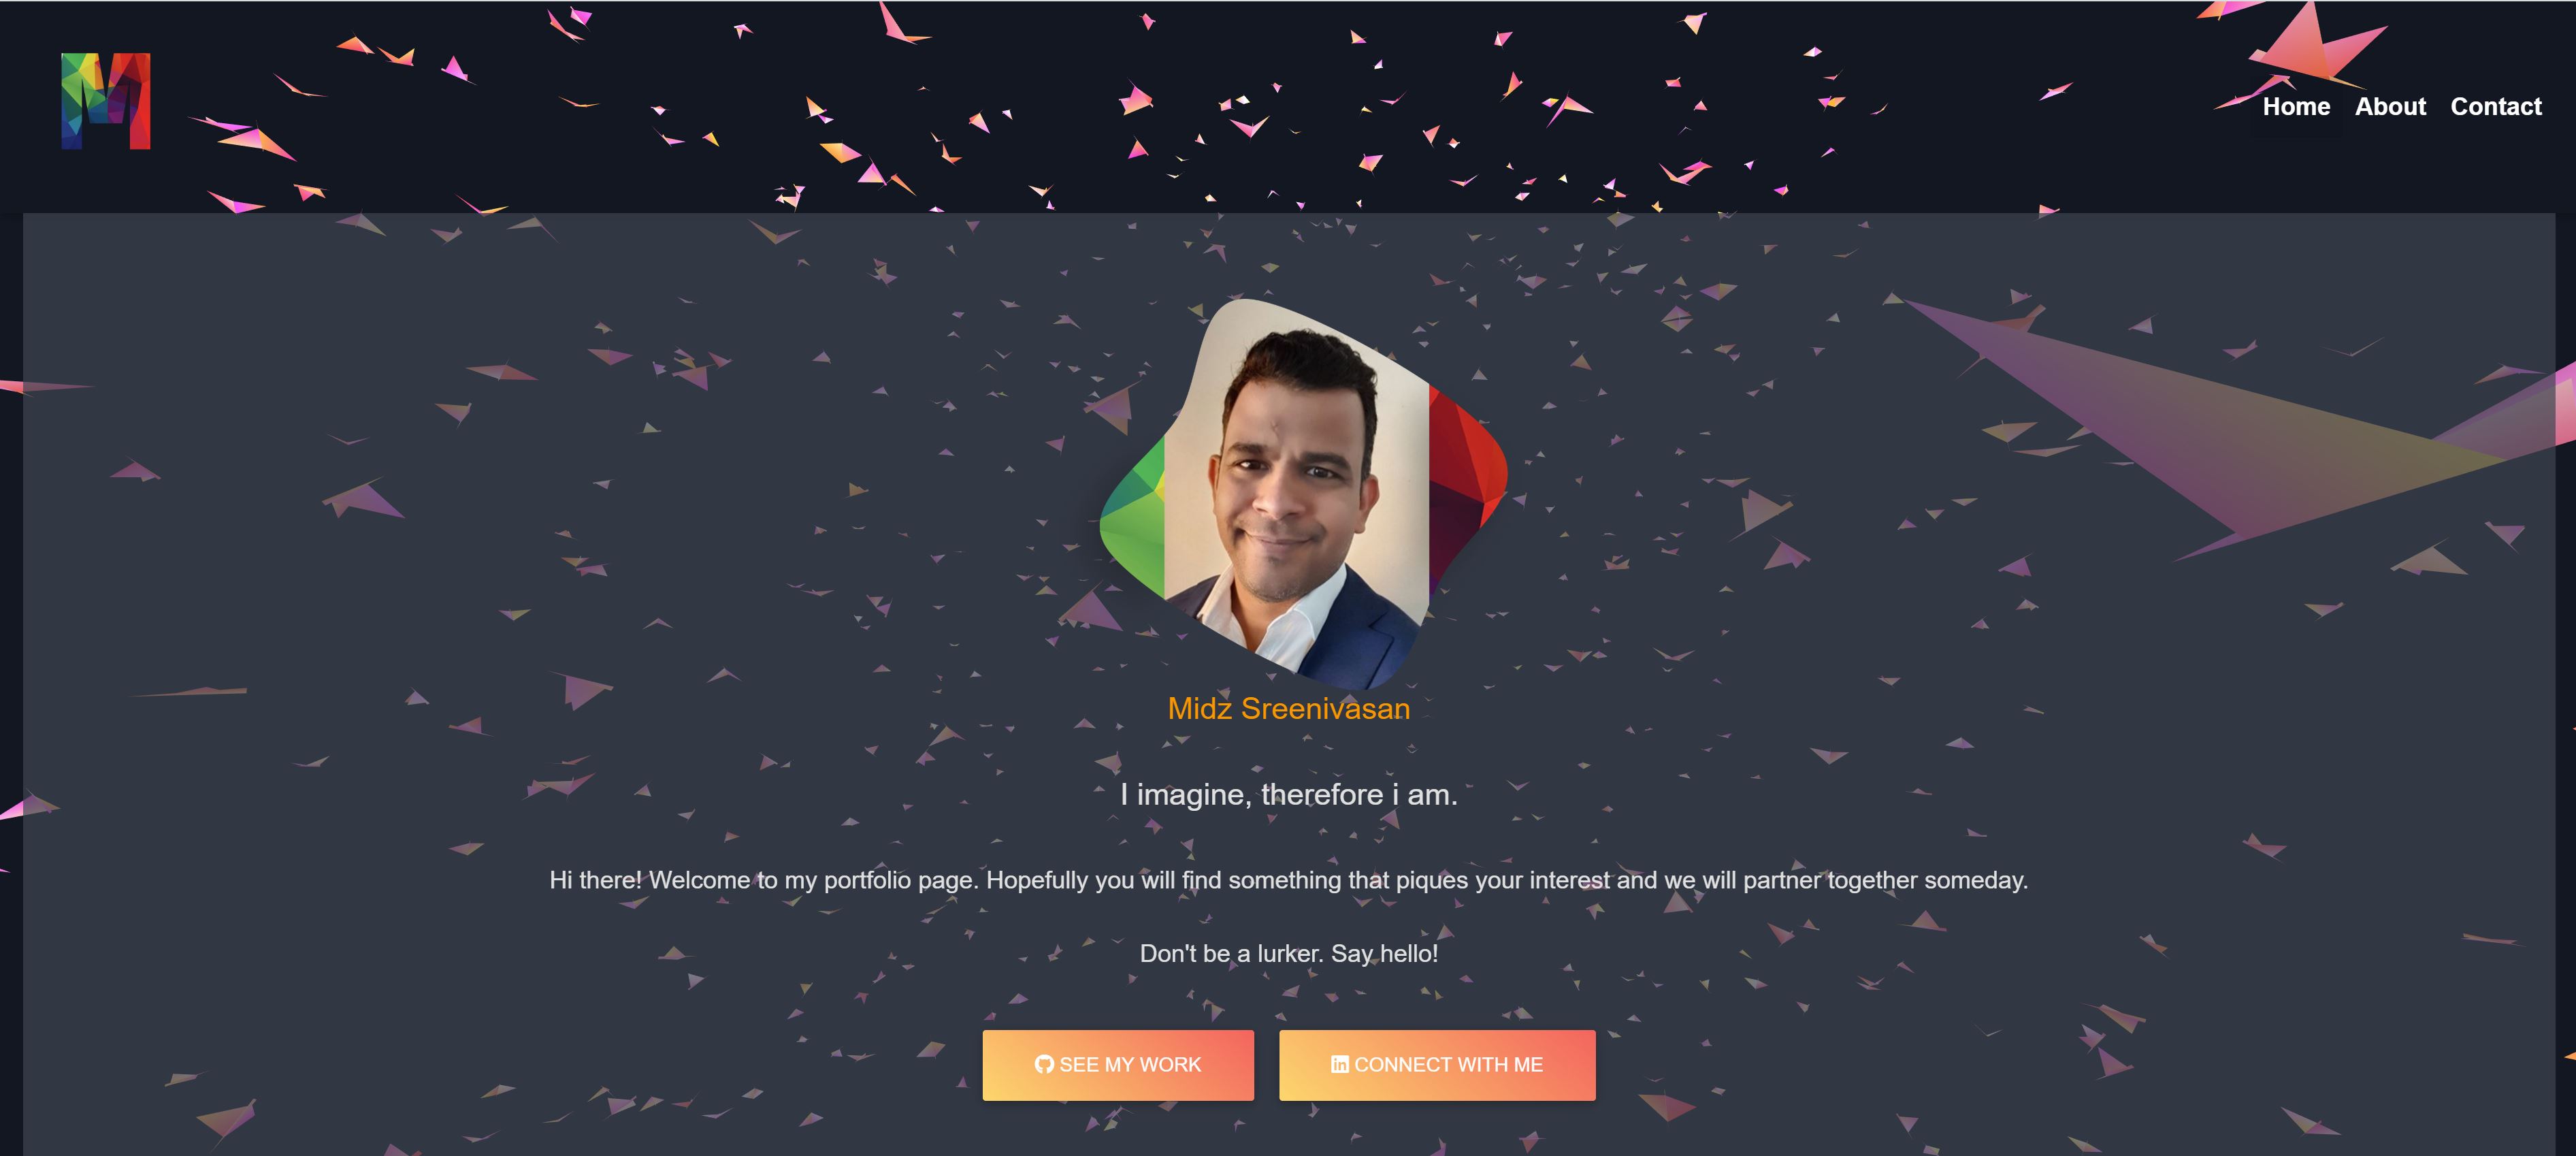 M
Home About Contact
Midz Sreenivasan
I imagine, therefore i am.
Hi there! Welcome to my portfolio page. Hopefully you will find something that piques your interest and we will partner together someday.
Don't be a lurker. Say hello!
SEE MY WORK
in CONNECT WITH ME